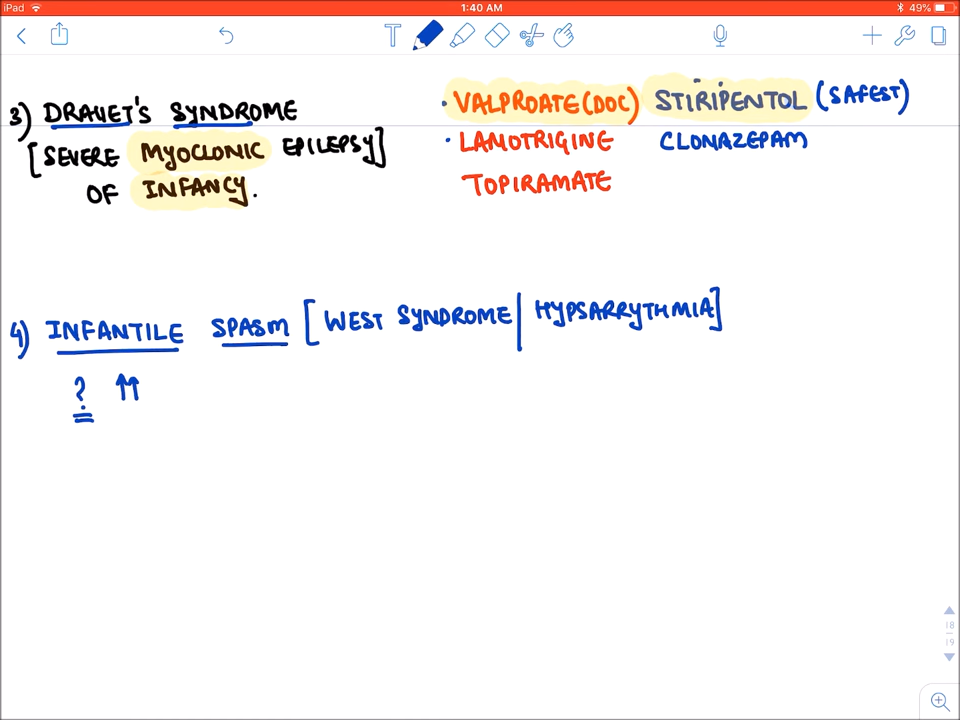 iPad 1:40 AM 49%
T
3) DRAVET'S SYNDROME
[SEVERE MYOCLONIC EPILEPSY]
OF INFANCY.
· VALPROATE (DOC) STIRIPENTOL (SAFEST)
· LAMOTRIGINE CLONAZEPAM
TOPIRAMATE
4) INFANTILE SPASM [WEST SYNDROME | HYPSARRYTHMIA]
? ↑↑
18
19